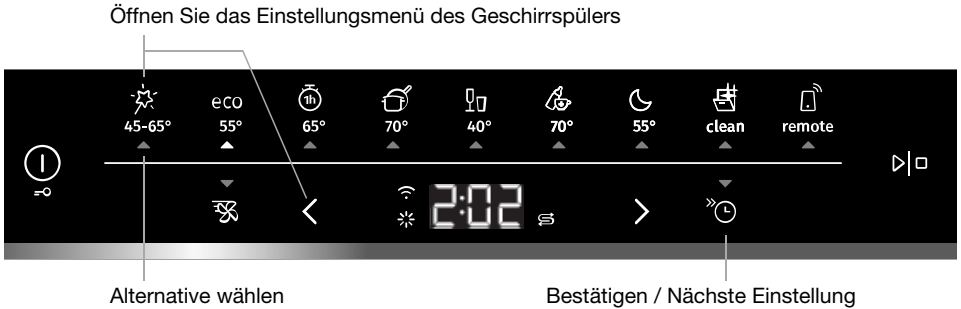 Öffnen Sie das Einstellungsmenü des Geschirrspülers
eco 1h
45-65° 55° 65° 70° 40° 70° 55° clean remote
2:02
Alternative wählen Bestätigen / Nächste Einstellung